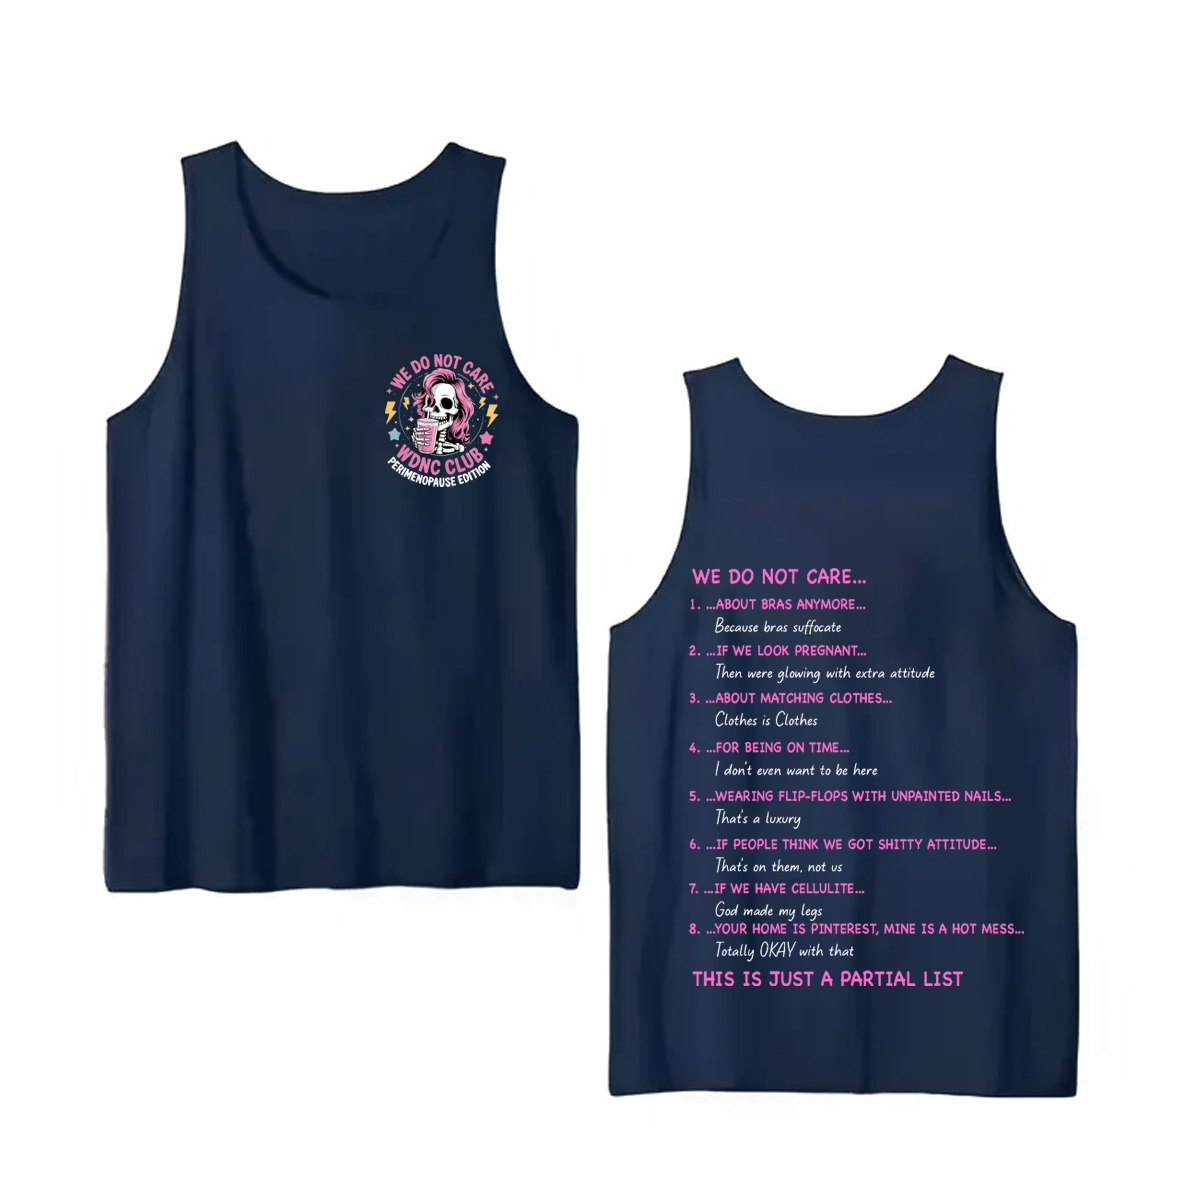 WE DO NOT CARE
WDNC CLUB
PERIMENOPAUSE EDITION
WE DO NOT CARE...
1. ...ABOUT BRAS ANYMORE...
Because bras suffocate
2. ...IF WE LOOK PREGNANT...
Then were glowing with extra attitude
3. ...ABOUT MATCHING CLOTHES...
Clothes is Clothes
4. ...FOR BEING ON TIME...
I don't even want to be here
5. ...WEARING FLIP-FLOPS WITH UNPAINTED NAILS...
That's a luxury
6. ...IF PEOPLE THINK WE GOT SHITTY ATTITUDE...
That's on them, not us
7. ...IF WE HAVE CELLULITE...
God made my legs
8. ...YOUR HOME IS PINTEREST, MINE IS A HOT MESS...
Totally OKAY with that
THIS IS JUST A PARTIAL LIST